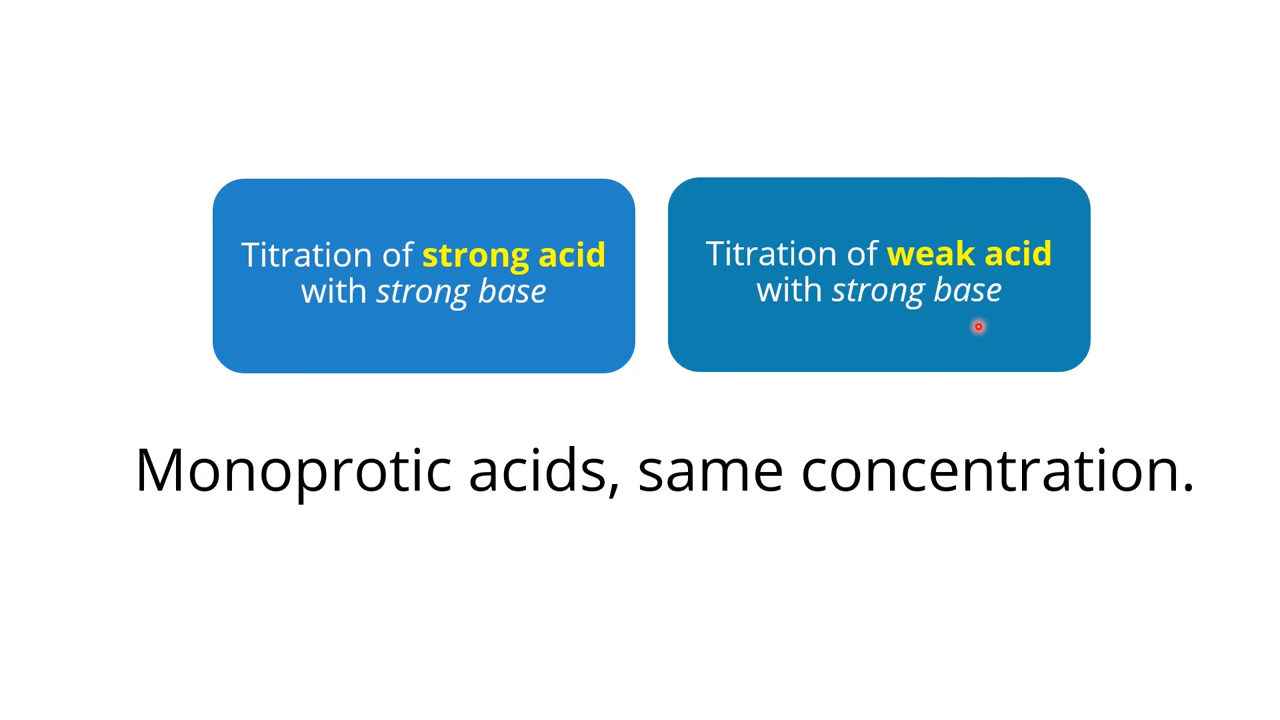 Titration of strong acid
with strong base
Titration of weak acid
with strong base
Monoprotic acids, same concentration.